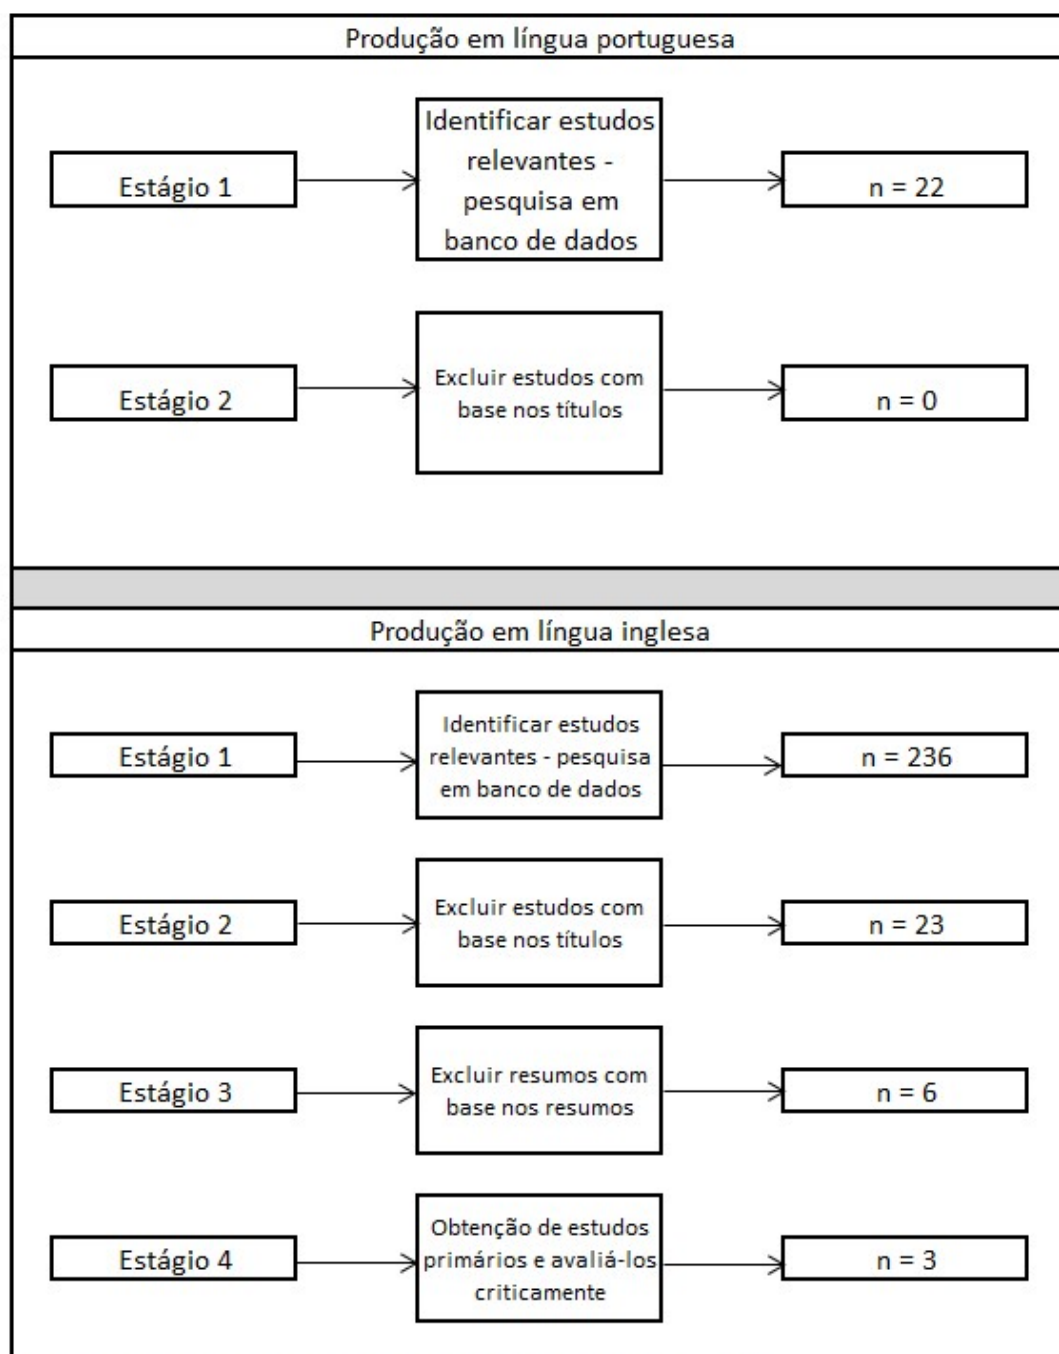 Produção em língua portuguesa
Estágio 1
Identificar estudos
relevantes -
pesquisa em
banco de dados
n = 22
Estágio 2
Excluir estudos com
base nos títulos
n = 0
Produção em língua inglesa
Estágio 1
Identificar estudos
relevantes - pesquisa
em banco de dados
n = 236
Estágio 2
Excluir estudos com
base nos títulos
n = 23
Estágio 3
Excluir resumos com
base nos resumos
n = 6
Estágio 4
Obtenção de estudos
primários e avaliá-los
criticamente
n = 3